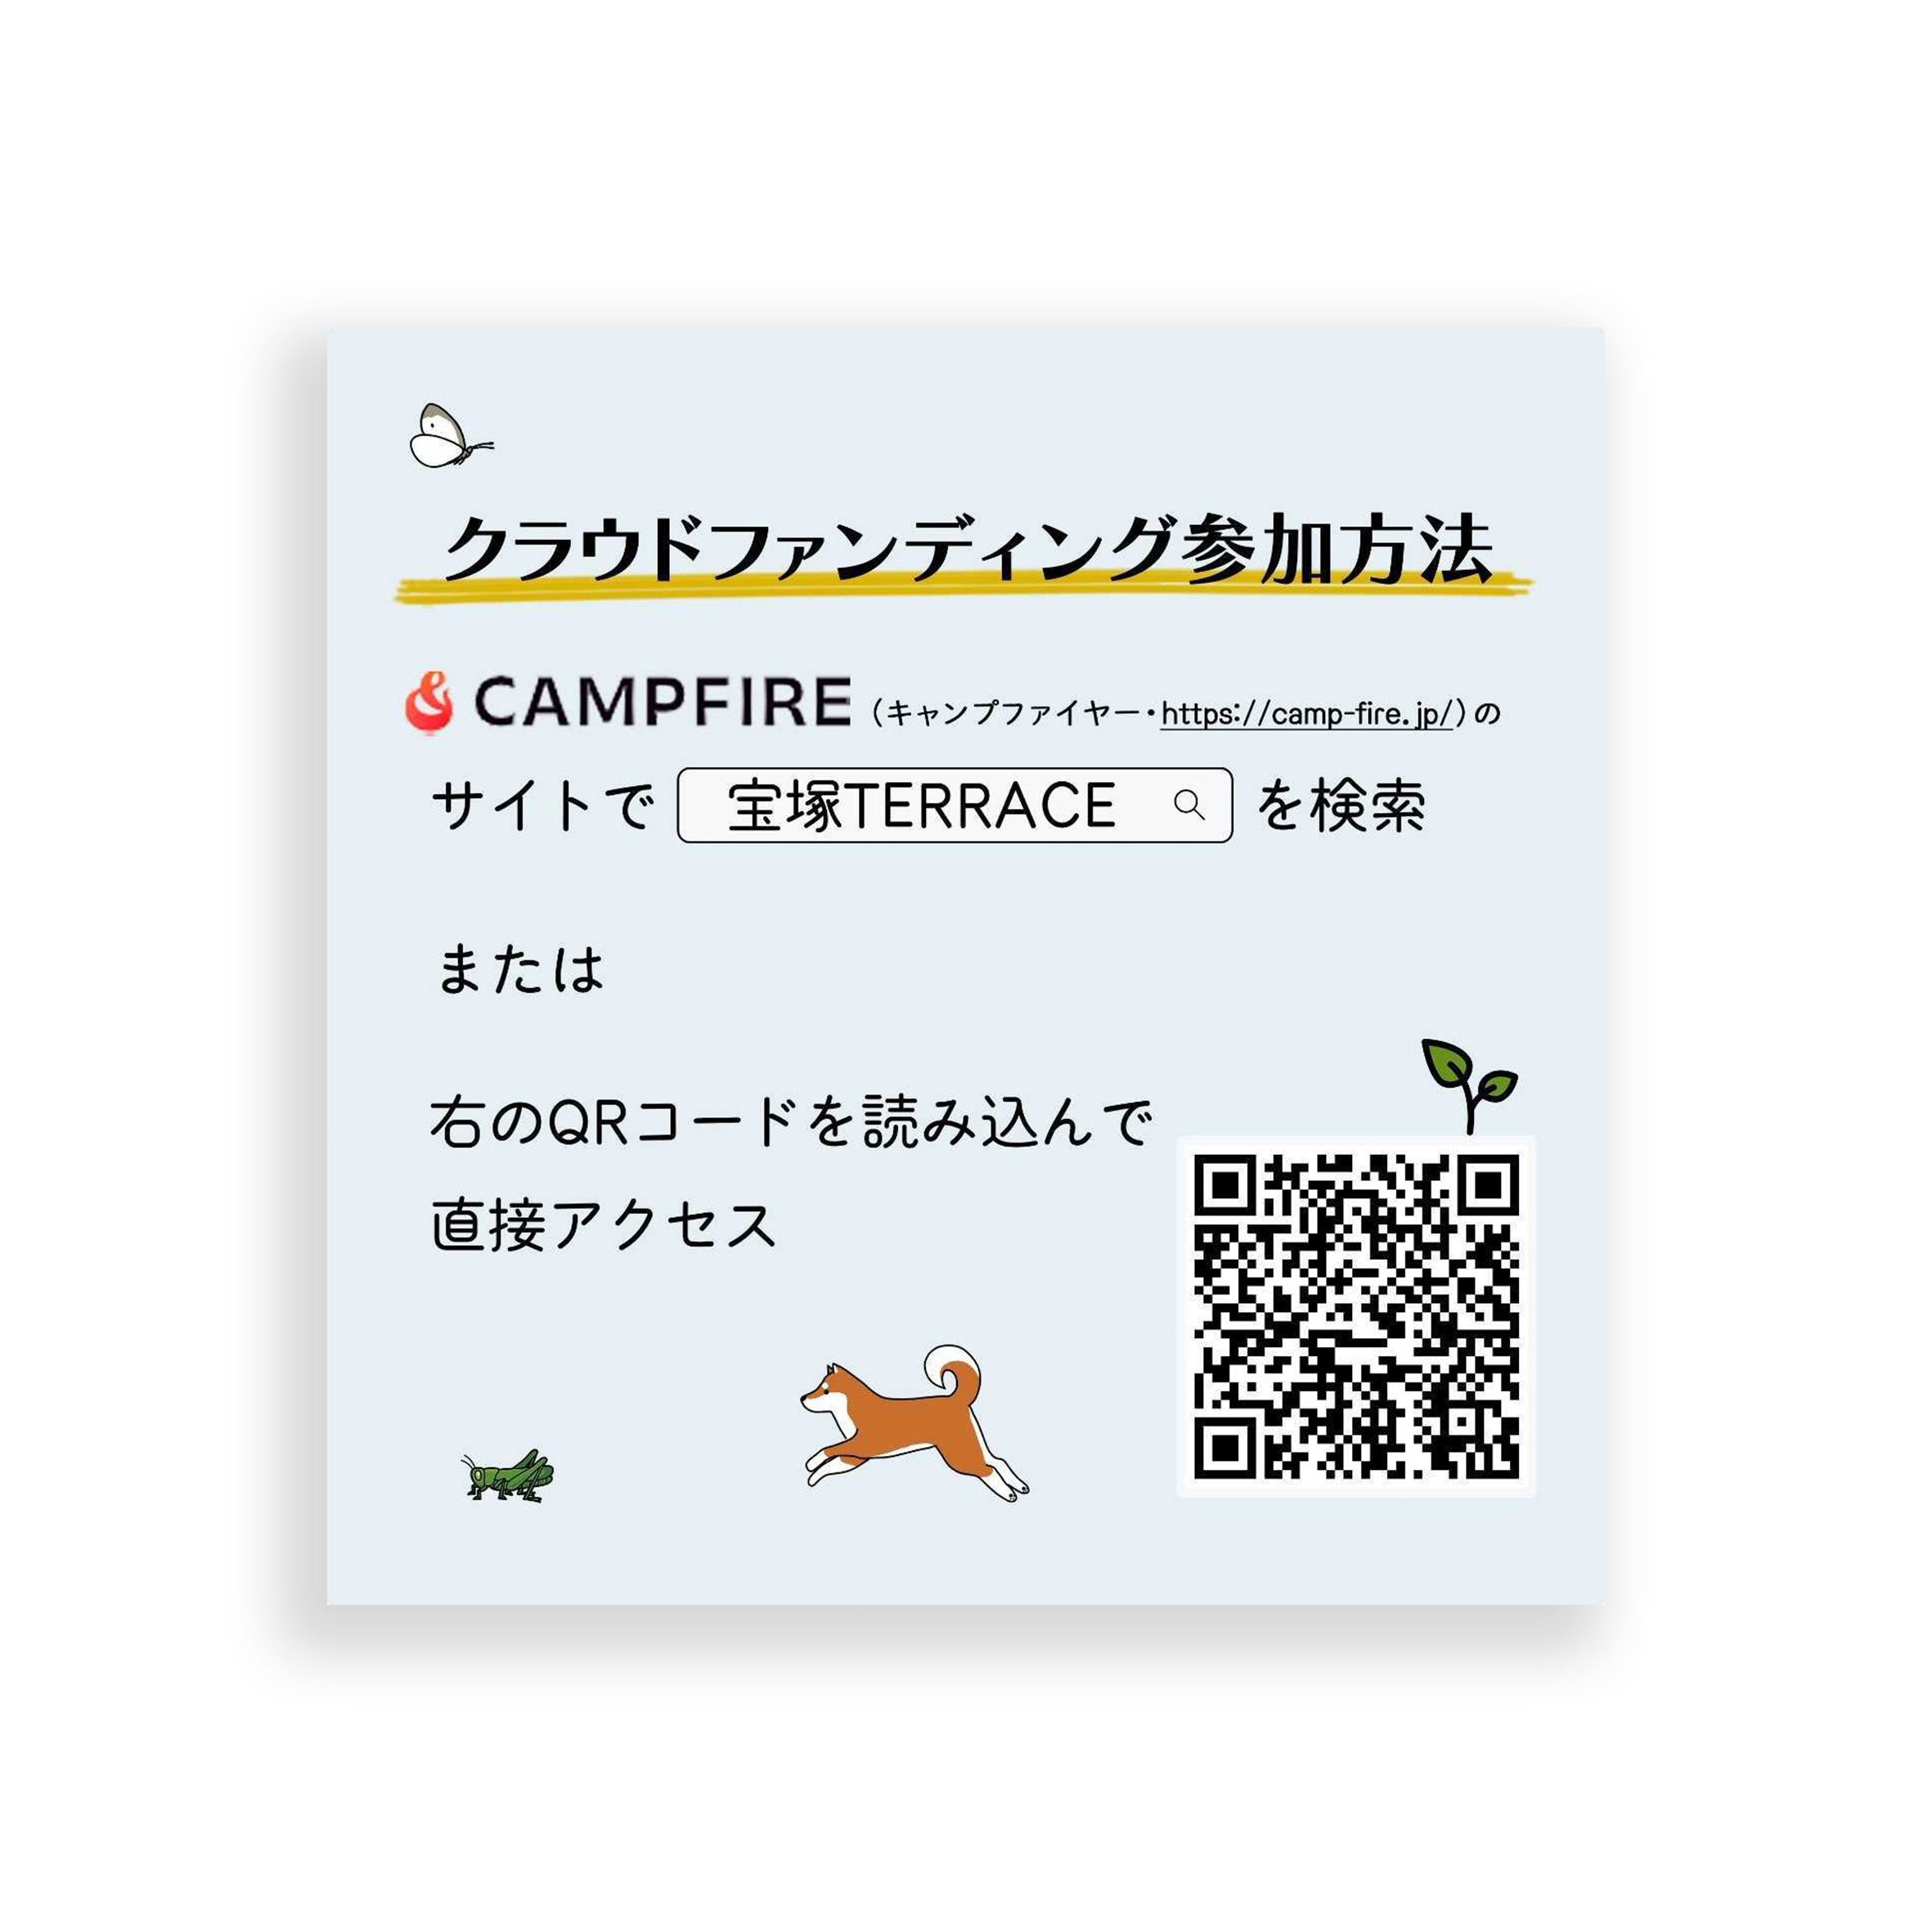 クラウドファンディング参加方法
CAMPFIRE（キャンプファイヤー・https://camp-fire.jp/）の
サイトで 宝塚TERRACE を検索
または
右のQRコードを読み込んで
直接アクセス